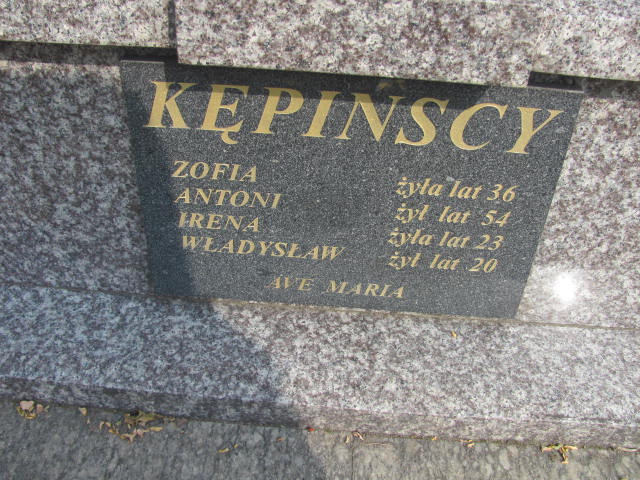 KĘPINSCY
ZOFIA żyła lat 36
ANTONI żył lat 54
IRENA żyła lat 23
WŁADYSŁAW żył lat 20
AVE MARIA